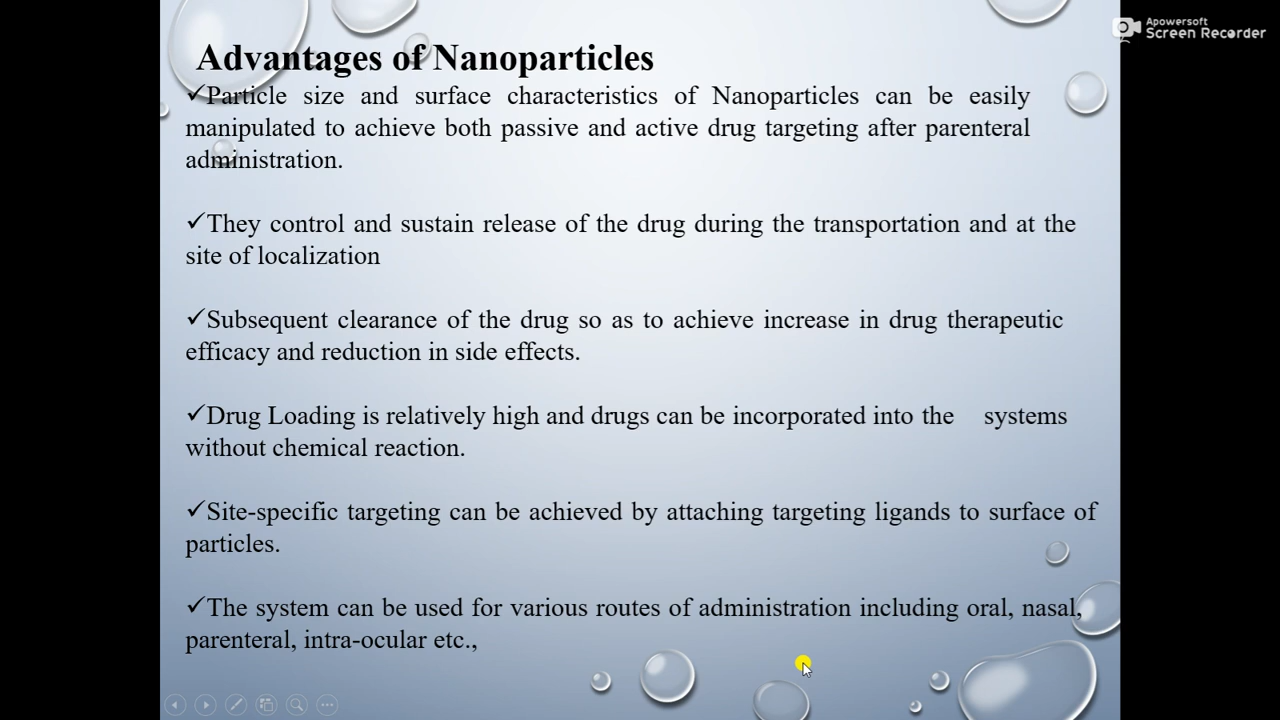 Apowersoft
Screen Recorder
Advantages of Nanoparticles
✓Particle size and surface characteristics of Nanoparticles can be easily
manipulated to achieve both passive and active drug targeting after parenteral
administration.
✓They control and sustain release of the drug during the transportation and at the
site of localization
✓Subsequent clearance of the drug so as to achieve increase in drug therapeutic
efficacy and reduction in side effects.
✓Drug Loading is relatively high and drugs can be incorporated into the systems
without chemical reaction.
✓Site-specific targeting can be achieved by attaching targeting ligands to surface of
particles.
✓The system can be used for various routes of administration including oral, nasal,
parenteral, intra-ocular etc.,